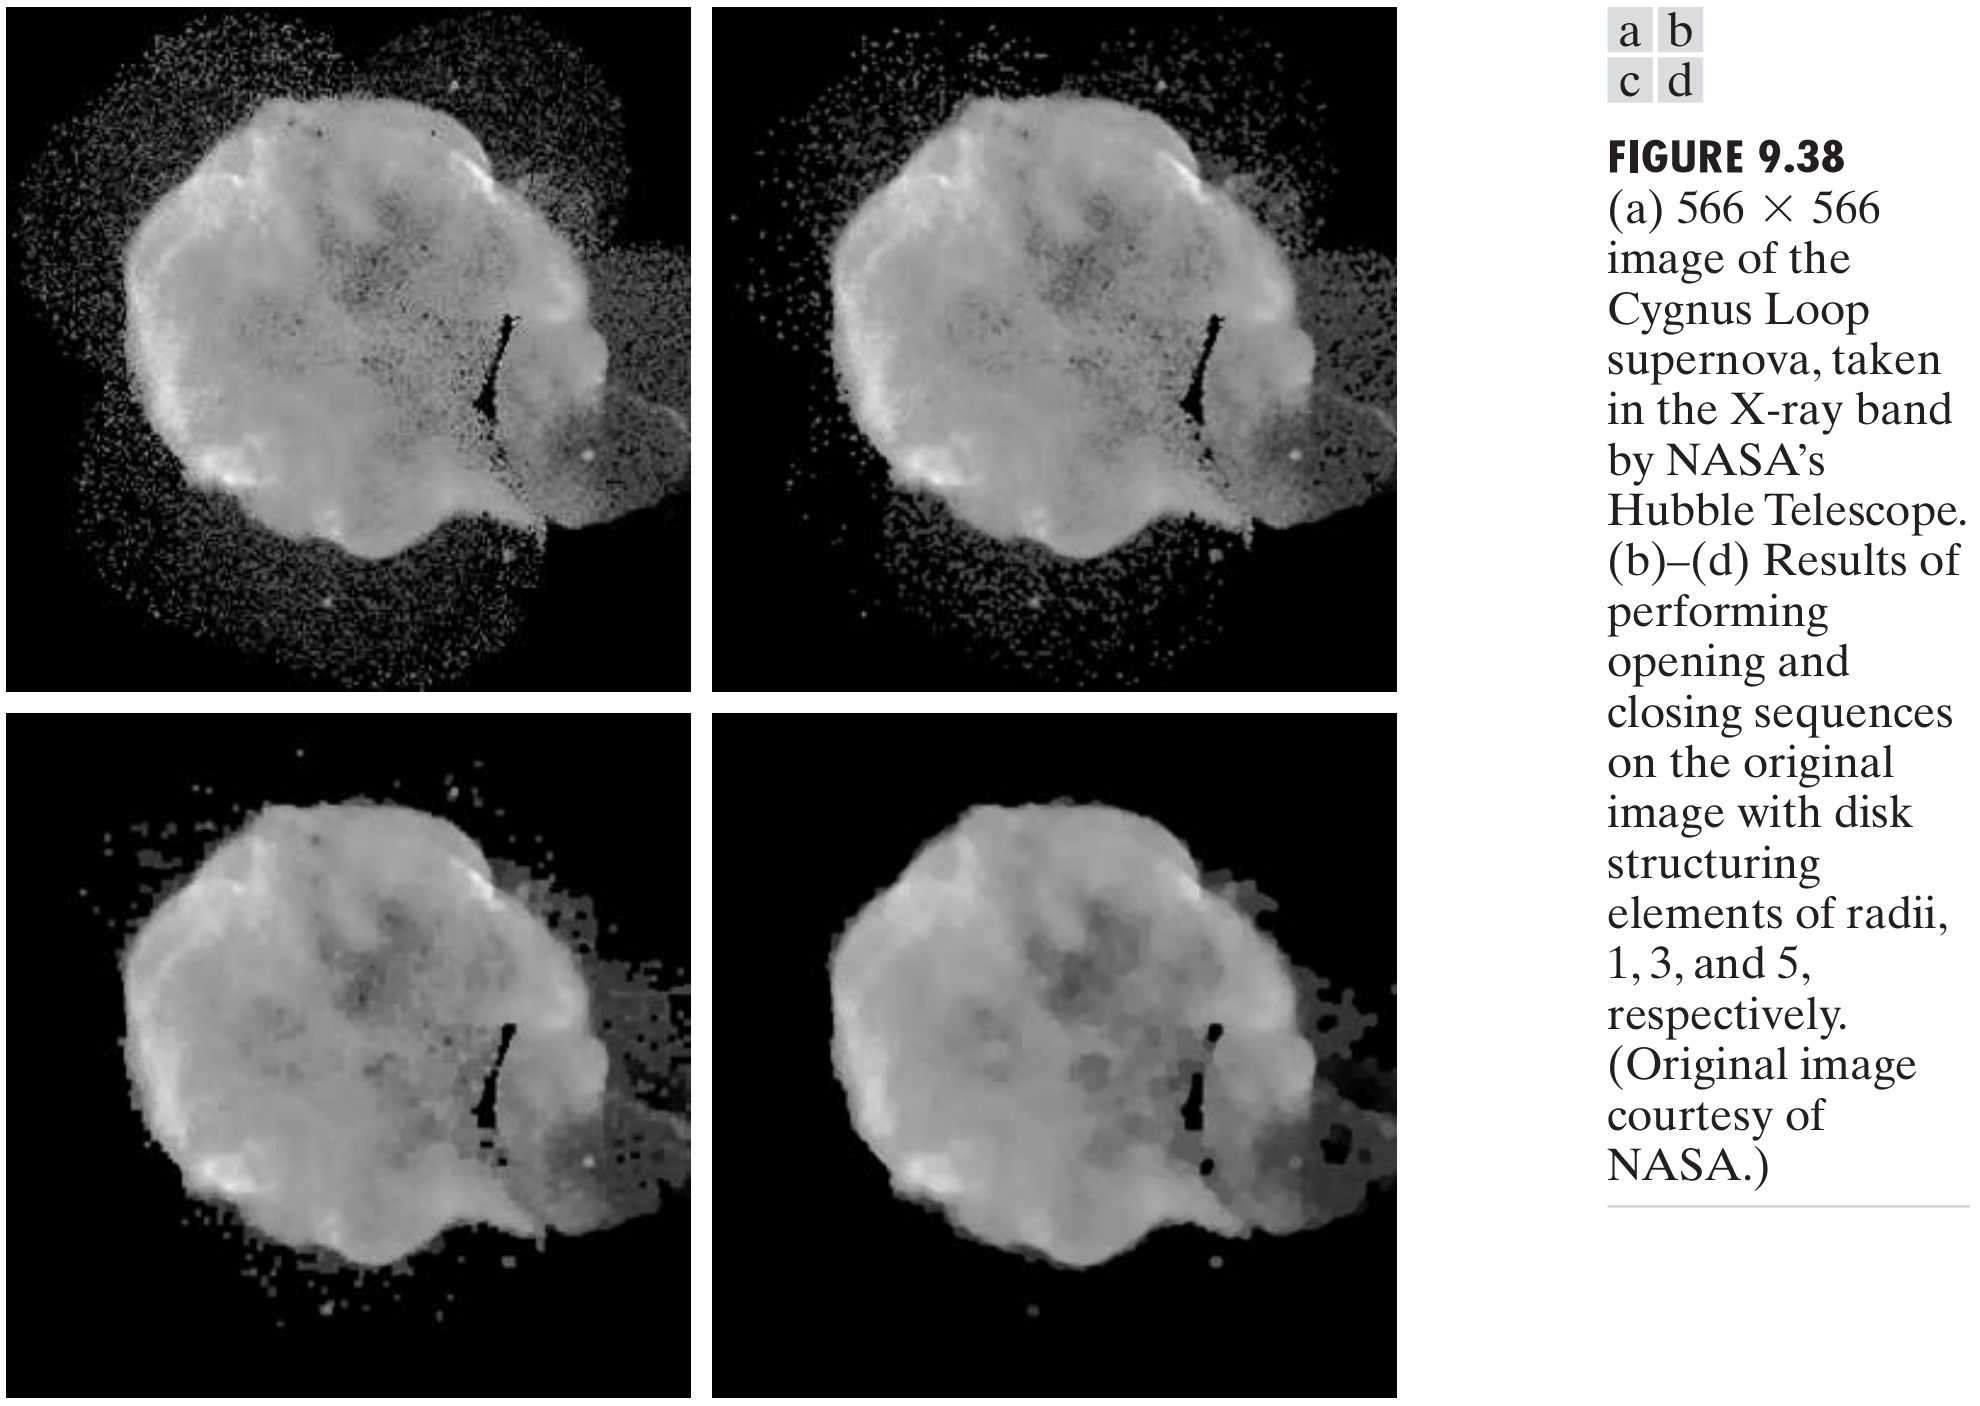 a b
c d
FIGURE 9.38
(a) 566 × 566
image of the
Cygnus Loop
supernova, taken
in the X-ray band
by NASA’s
Hubble Telescope.
(b)–(d) Results of
performing
opening and
closing sequences
on the original
image with disk
structuring
elements of radii,
1, 3, and 5,
respectively.
(Original image
courtesy of
NASA.)